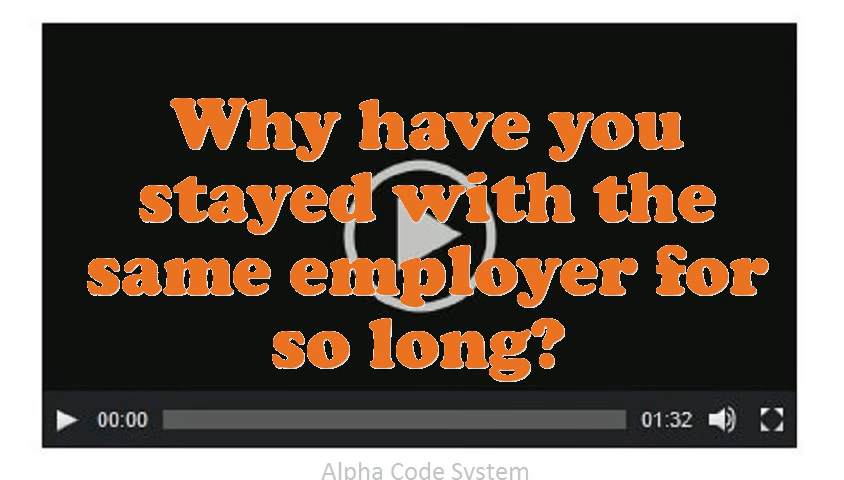 Why have you
stayed with the
same employer for
so long?
00:00 01:32
Alpha Code System